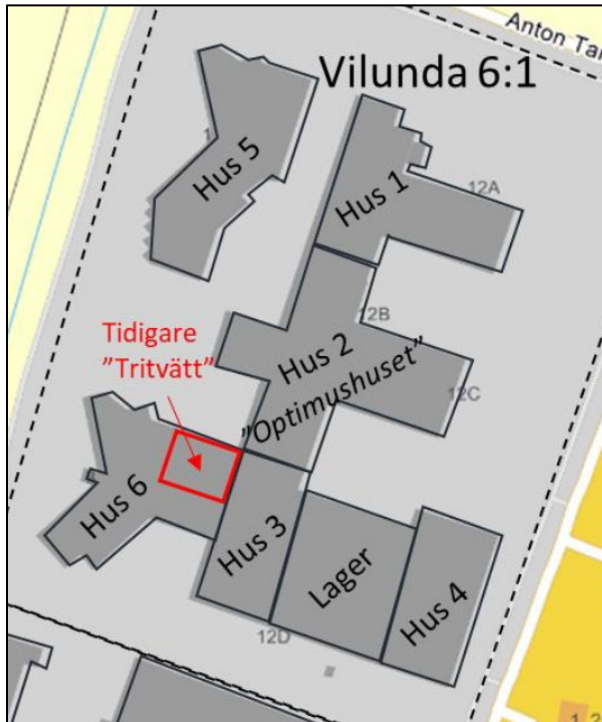 Anton Tar
Vilunda 6:1
Hus 5
Hus 1
12A
12B
Hus 2
"Optimushuset"
12C
Tidigare
"Tritvätt"
Hus 6
Hus 3
Lager
Hus 4
12D